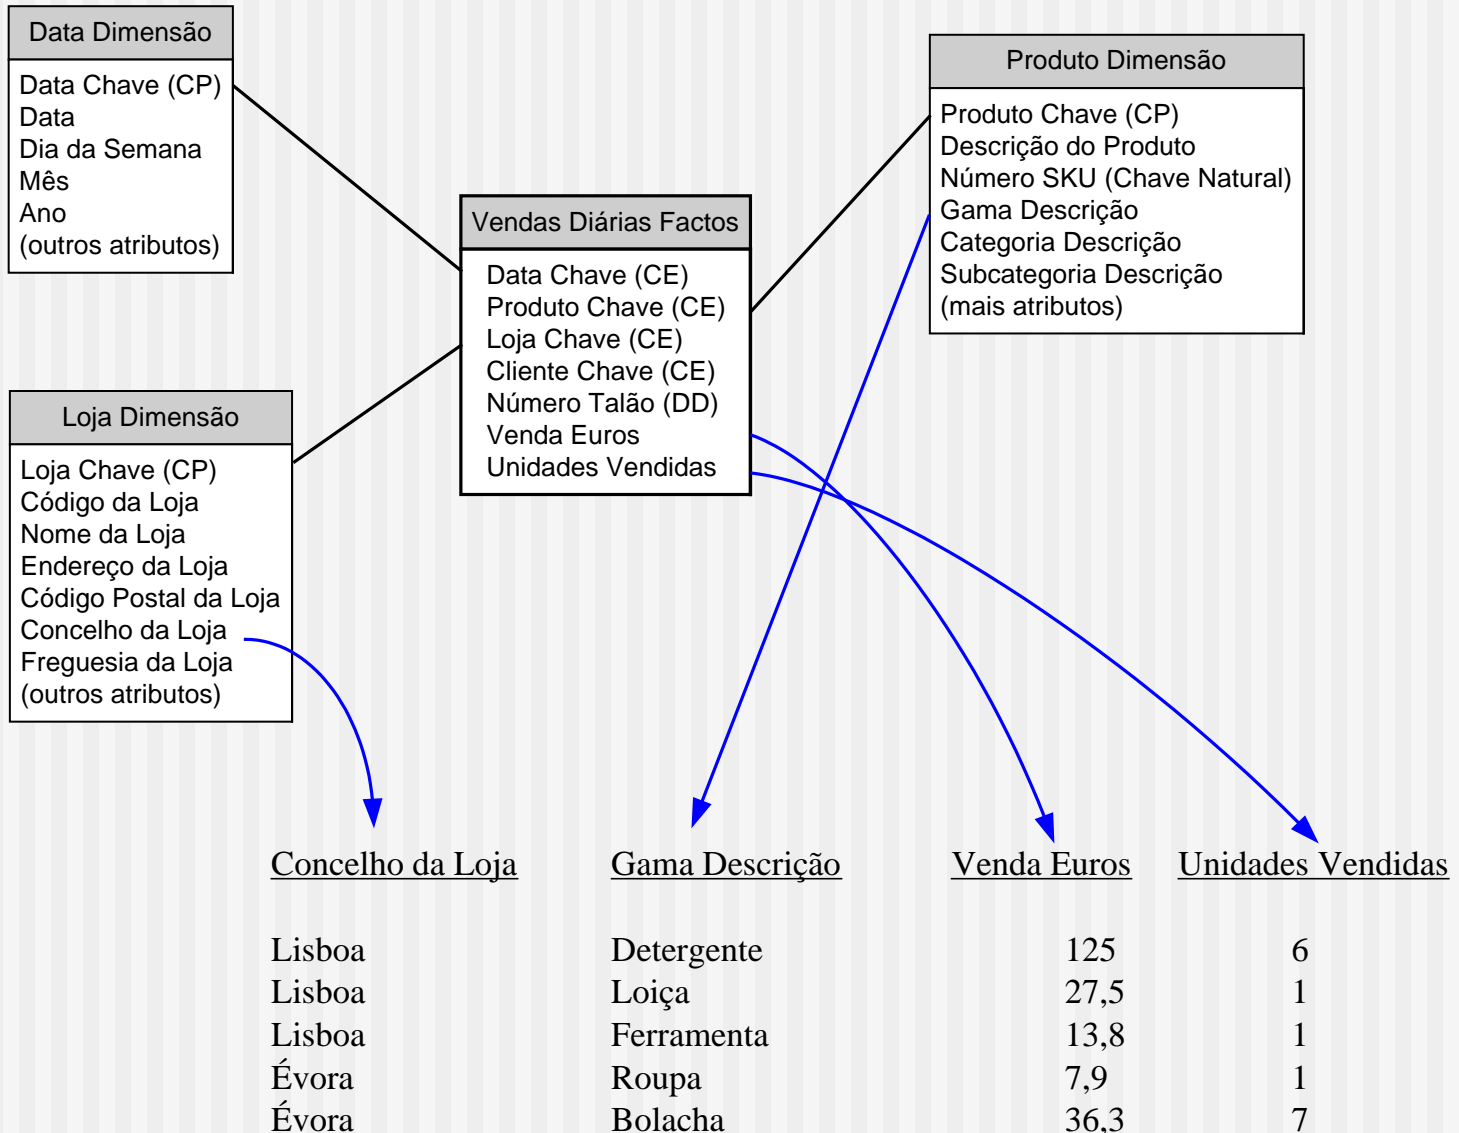 Data Dimensão
Data Chave (CP)
Data
Dia da Semana
Mês
Ano
(outros atributos)
Produto Dimensão
Produto Chave (CP)
Descrição do Produto
Número SKU (Chave Natural)
Gama Descrição
Categoria Descrição
Subcategoria Descrição
(mais atributos)
Vendas Diárias Factos
Data Chave (CE)
Produto Chave (CE)
Loja Chave (CE)
Cliente Chave (CE)
Número Talão (DD)
Venda Euros
Unidades Vendidas
Loja Dimensão
Loja Chave (CP)
Código da Loja
Nome da Loja
Endereço da Loja
Código Postal da Loja
Concelho da Loja
Freguesia da Loja
(outros atributos)
Concelho da Loja Gama Descrição Venda Euros Unidades Vendidas
Lisboa Detergente 125 6
Lisboa Loiça 27,5 1
Lisboa Ferramenta 13,8 1
Évora Roupa 7,9 1
Évora Bolacha 36,3 7